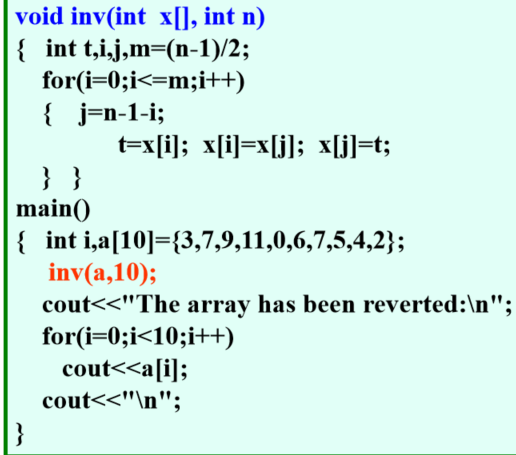 void inv(int  x[], int n)
{  int t,i,j,m=(n-1)/2;
for(i=0;i<=m;i++)
{   j=n-1-i;
t=x[i];  x[i]=x[j];  x[j]=t;
}  }
main()
{  int i,a[10]={3,7,9,11,0,6,7,5,4,2};
inv(a,10);
cout<<"The array has been reverted:\n";
for(i=0;i<10;i++)
cout<<a[i];
cout<<"\n";
}